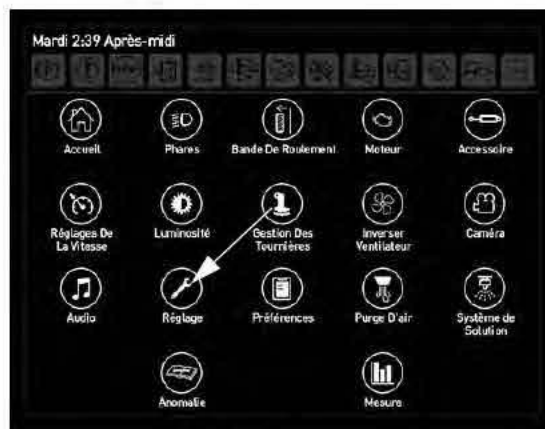 Mardi 2:39 Après-midi
Accueil
Phares
Bande De Roulement
Moteur
Accessoire
Réglages De
La Vitesse
Luminosité
Gestion Des
Tournières
Inverser
Ventilateur
Caméra
Audio
Réglage
Préférences
Purge D'air
Système de
Solution
Anomalie
Mesure